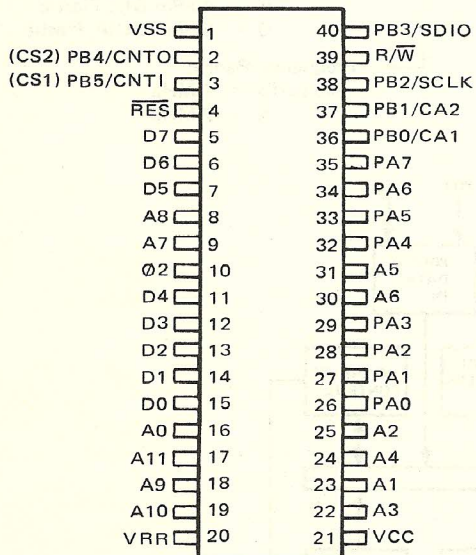 VSS 1 40 PB3/SDIO
(CS2) PB4/CNTO 2 39 R/W̅
(CS1) PB5/CNTI 3 38 PB2/SCLK
R̅E̅S̅ 4 37 PB1/CA2
D7 5 36 PB0/CA1
D6 6 35 PA7
D5 7 34 PA6
A8 8 33 PA5
A7 9 32 PA4
Ø2 10 31 A5
D4 11 30 A6
D3 12 29 PA3
D2 13 28 PA2
D1 14 27 PA1
D0 15 26 PA0
A0 16 25 A2
A11 17 24 A4
A9 18 23 A1
A10 19 22 A3
VRR 20 21 VCC